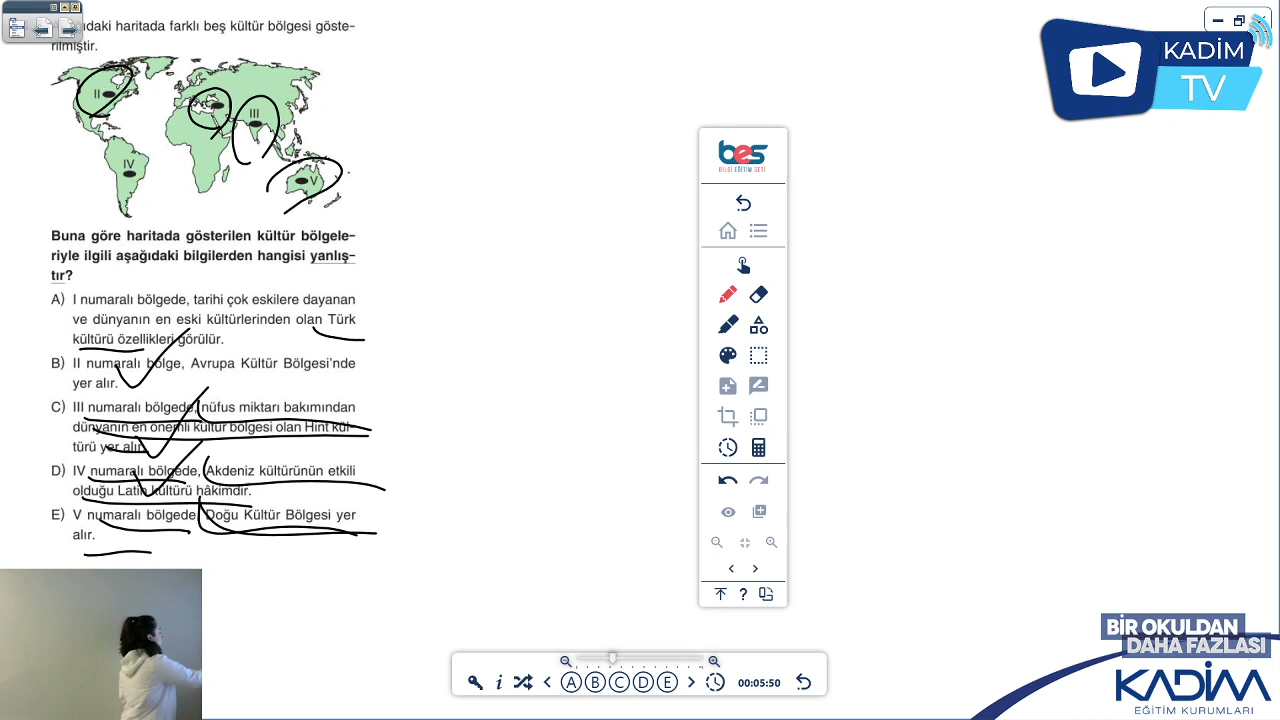 ıdaki haritada farklı beş kültür bölgesi göste-
rilmiştir.
II
III
IV
V
Buna göre haritada gösterilen kültür bölgele-
riyle ilgili aşağıdaki bilgilerden hangisi yanlış-
tır?
A) I numaralı bölgede, tarihi çok eskilere dayanan
ve dünyanın en eski kültürlerinden olan Türk
kültürü özellikleri görülür.
B) II numaralı bölge, Avrupa Kültür Bölgesi'nde
yer alır.
C) III numaralı bölgede, nüfus miktarı bakımından
dünyanın en önemli kültür bölgesi olan Hint kül-
türü yer alır.
D) IV numaralı bölgede, Akdeniz kültürünün etkili
olduğu Latin kültürü hâkimdir.
E) V numaralı bölgede, Doğu Kültür Bölgesi yer
alır.
bes
BİLGİ EĞİTİM SETİ
?
i
A B C D E
00:05:50
KADİM
TV
BİR OKULDAN
DAHA FAZLASI
KADİM
EĞİTİM KURUMLARI